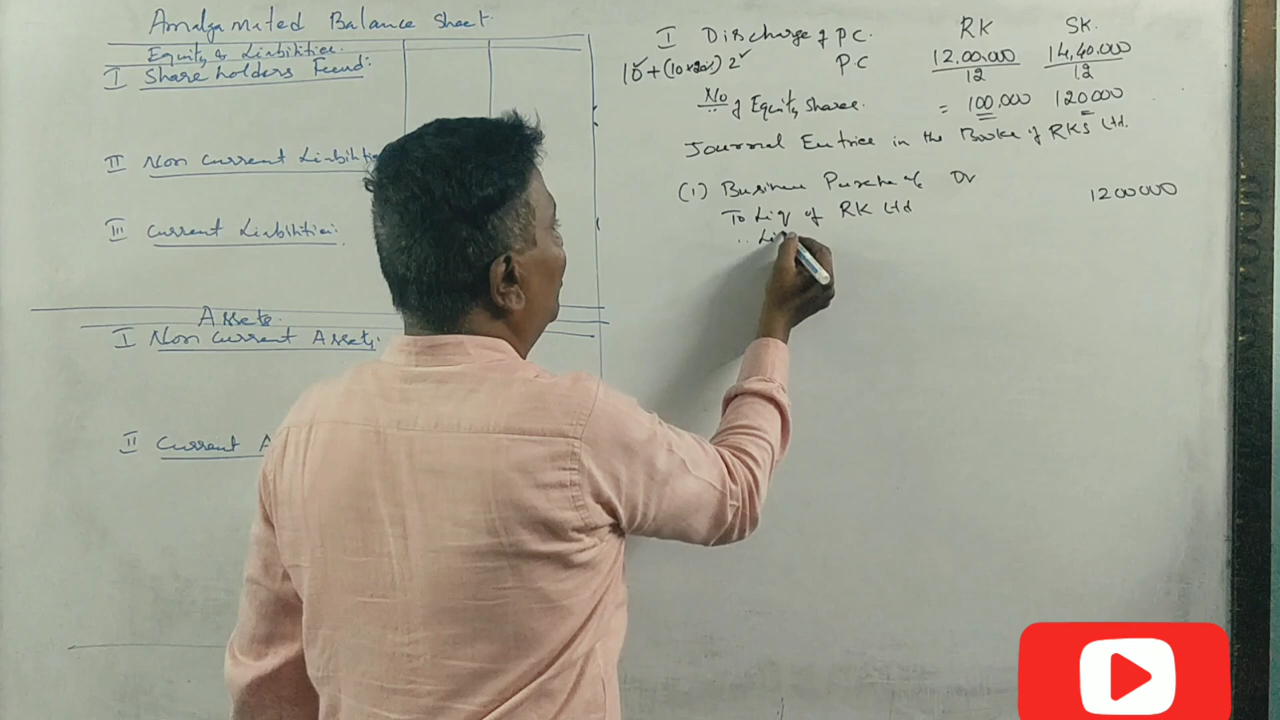 Amalgamated Balance Sheet.
Equity & Liabilities.
I Share holders Fund:
II Non Current Liabiliti
III Current Liabilities:
Assets.
I Non Current Assets,
II Current A
I Discharge of P.C. RK SK.
10+(10×20%) 2 ✓ P.C 12,00,000/12 14,40,000/12
No of Equity Shares. = 100,000 120000
Journal Entries in the Books of RKS Ltd.
(1) Business Purchase a/c Dr
1200000
To Liq of RK Ltd
.. Li